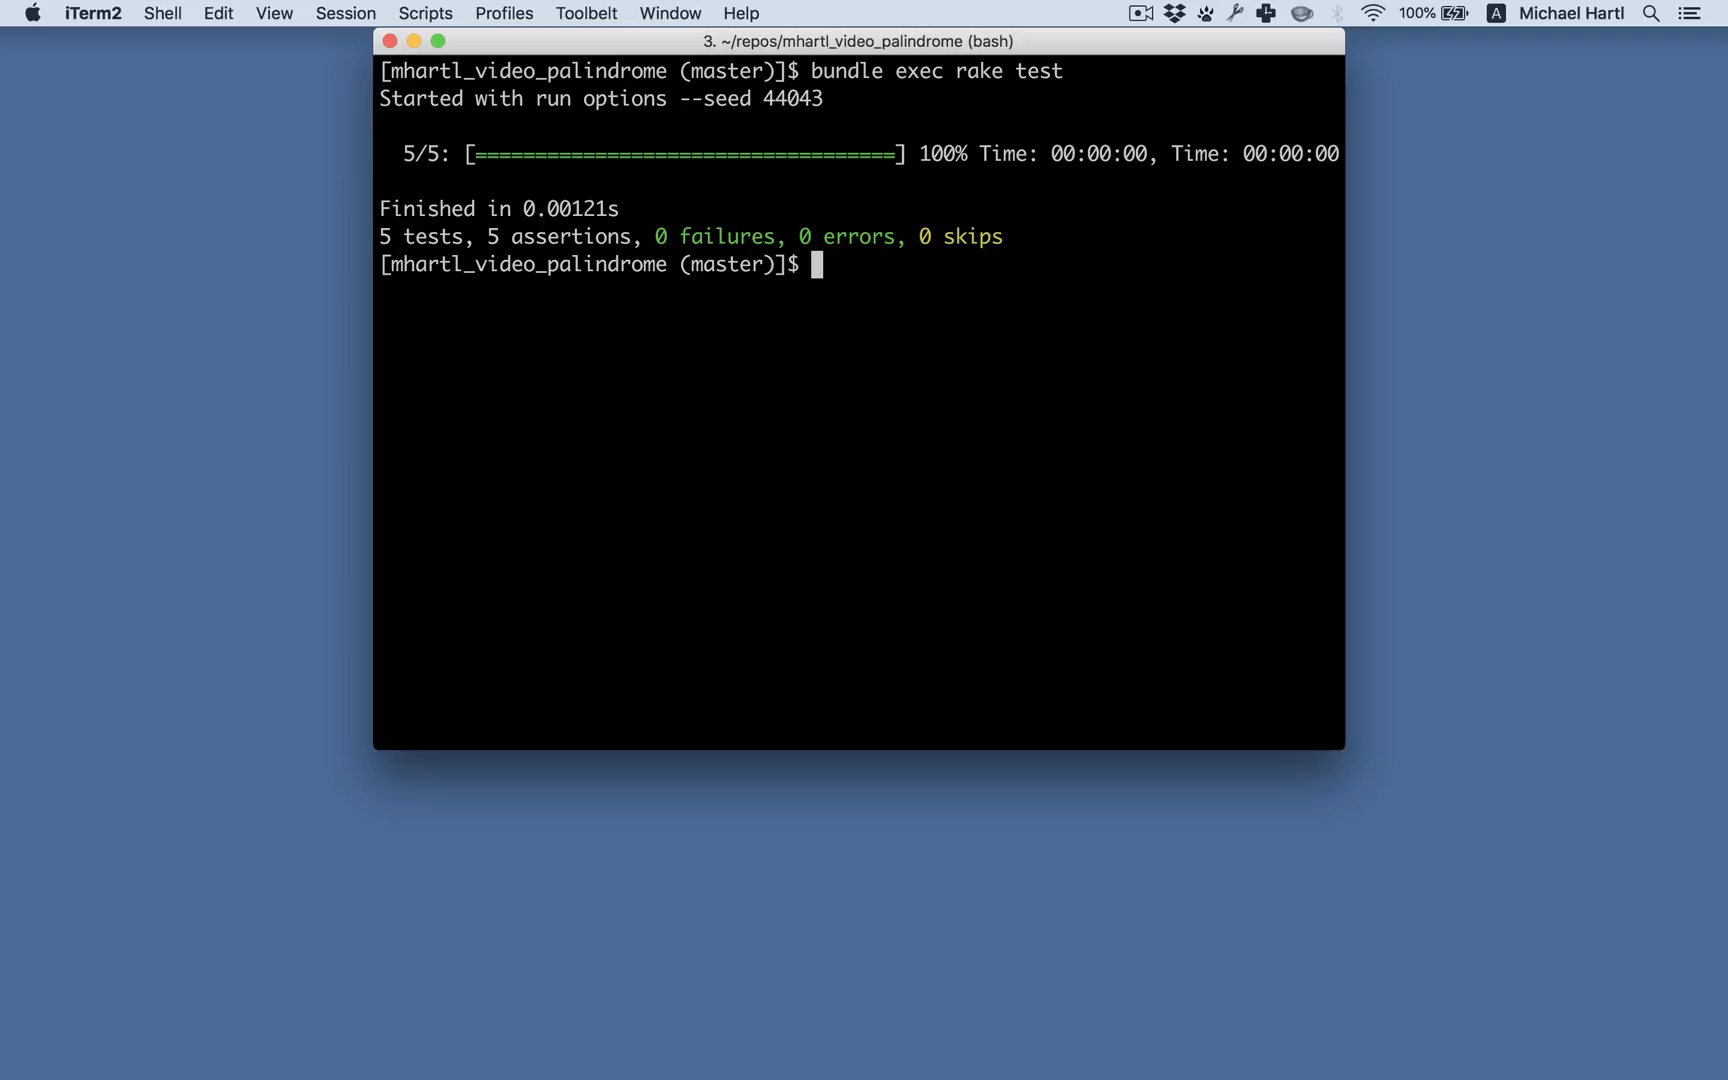 iTerm2 Shell Edit View Session Scripts Profiles Toolbelt Window Help 100% A Michael Hartl
3. ~/repos/mhartl_video_palindrome (bash)
[mhartl_video_palindrome (master)]$ bundle exec rake test
Started with run options --seed 44043
5/5: [===================================] 100% Time: 00:00:00, Time: 00:00:00
Finished in 0.00121s
5 tests, 5 assertions, 0 failures, 0 errors, 0 skips
[mhartl_video_palindrome (master)]$